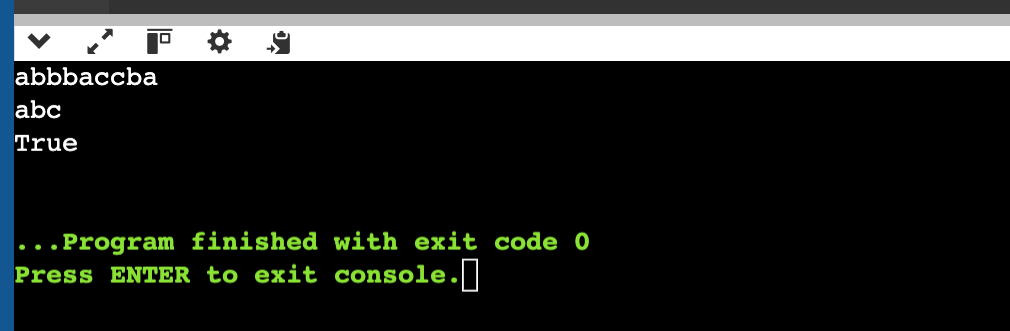 abbbaccba
abc
True
...Program finished with exit code 0
Press ENTER to exit console.